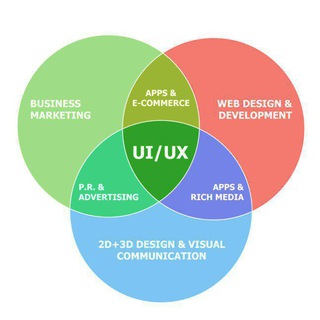 APPS &
E-COMMERCE
BUSINESS
MARKETING
WEB DESIGN &
DEVELOPMENT
UI/UX
P.R. &
ADVERTISING
APPS &
RICH MEDIA
2D+3D DESIGN & VISUAL
COMMUNICATION